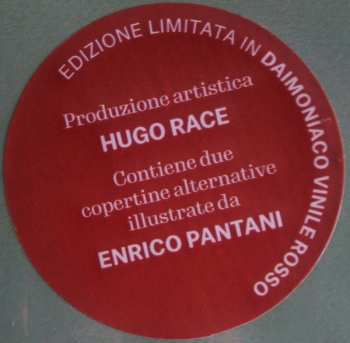 EDIZIONE LIMITATA IN DAIMONIACO VINILE ROSSO
Produzione artistica
HUGO RACE
Contiene due
copertine alternative
illustrate da
ENRICO PANTANI